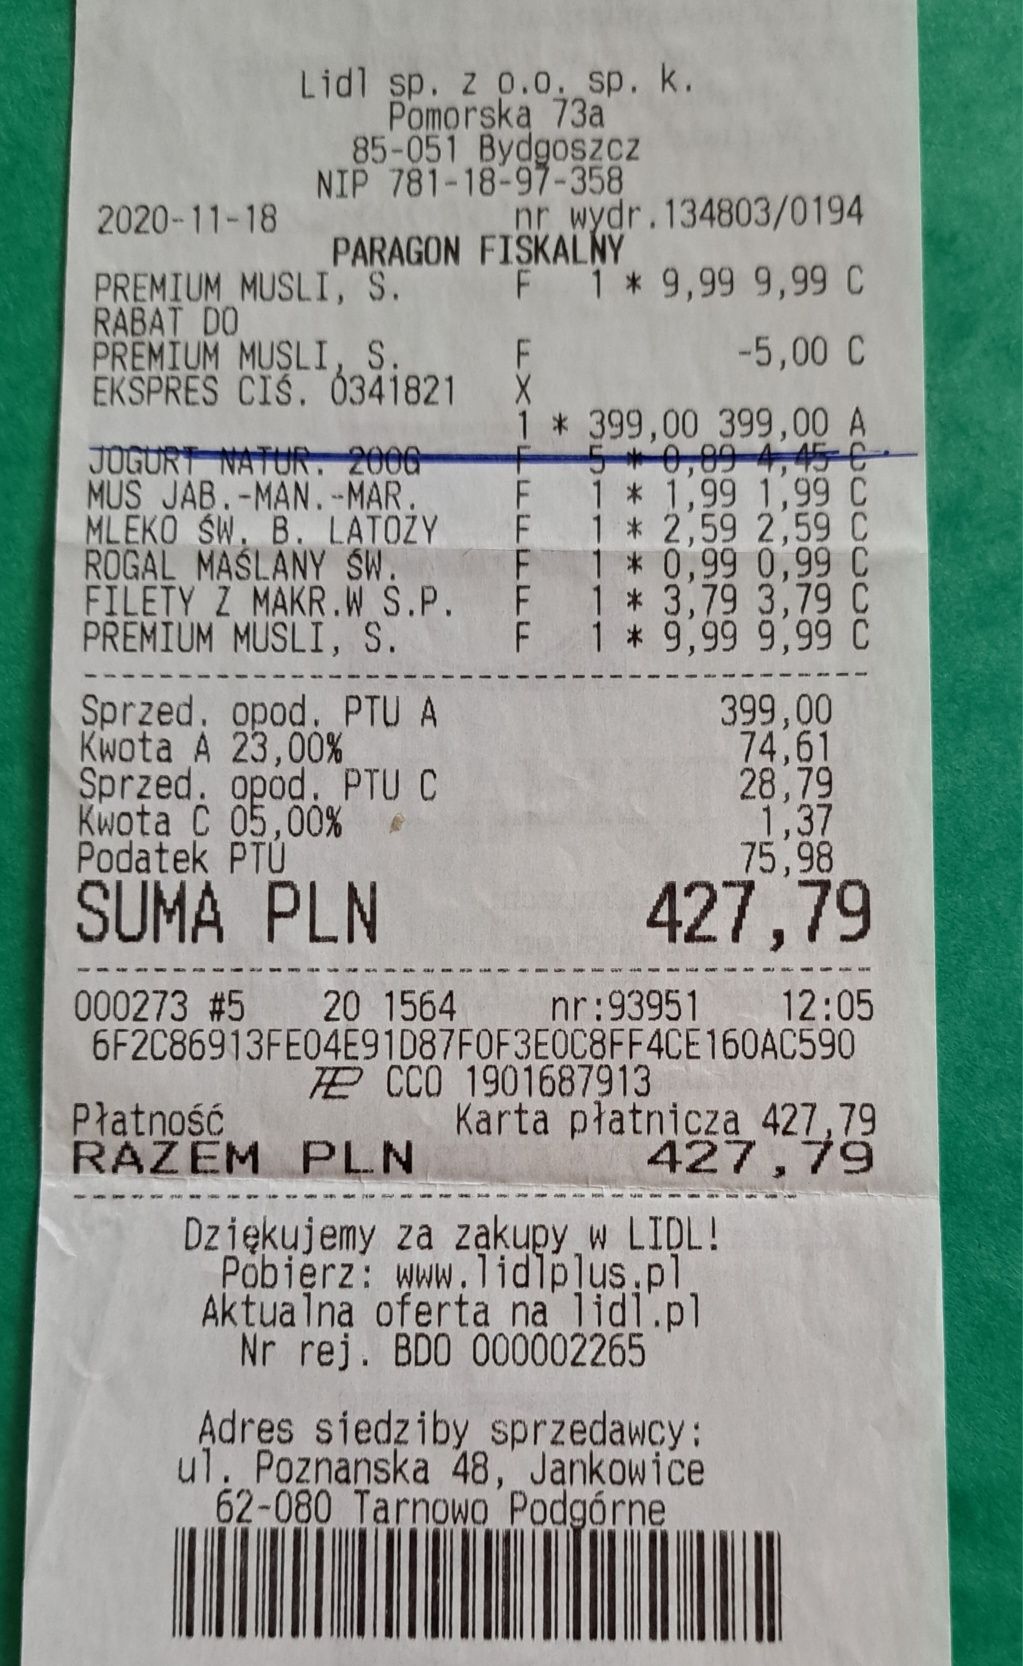 Lidl sp. z o.o. sp. k.
Pomorska 73a
85-051 Bydgoszcz
NIP 781-18-97-358
2020-11-18 nr wydr.134803/0194
PARAGON FISKALNY
PREMIUM MUSLI, S. F 1 * 9,99 9,99 C
RABAT DO
PREMIUM MUSLI, S. F -5,00 C
EKSPRES CIŚ. 0341821 X
1 * 399,00 399,00 A
JOGURT NATUR. 200G F 5 * 0,89 4,45 C
MUS JAB.-MAN.-MAR. F 1 * 1,99 1,99 C
MLEKO ŚW. B. LATOZY F 1 * 2,59 2,59 C
ROGAL MAŚLANY ŚW. F 1 * 0,99 0,99 C
FILETY Z MAKR.W S.P. F 1 * 3,79 3,79 C
PREMIUM MUSLI, S. F 1 * 9,99 9,99 C
Sprzed. opod. PTU A 399,00
Kwota A 23,00% 74,61
Sprzed. opod. PTU C 28,79
Kwota C 05,00% 1,37
Podatek PTU 75,98
SUMA PLN 427,79
000273 #5 20 1564 nr:93951 12:05
6F2C86913FE04E91D87F0F3E0C8FF4CE160AC590
CCO 1901687913
Płatność Karta płatnicza 427,79
RAZEM PLN 427,79
Dziękujemy za zakupy w LIDL!
Pobierz: www.lidlplus.pl
Aktualna oferta na lidl.pl
Nr rej. BDO 000002265
Adres siedziby sprzedawcy:
ul. Poznanska 48, Jankowice
62-080 Tarnowo Podgórne